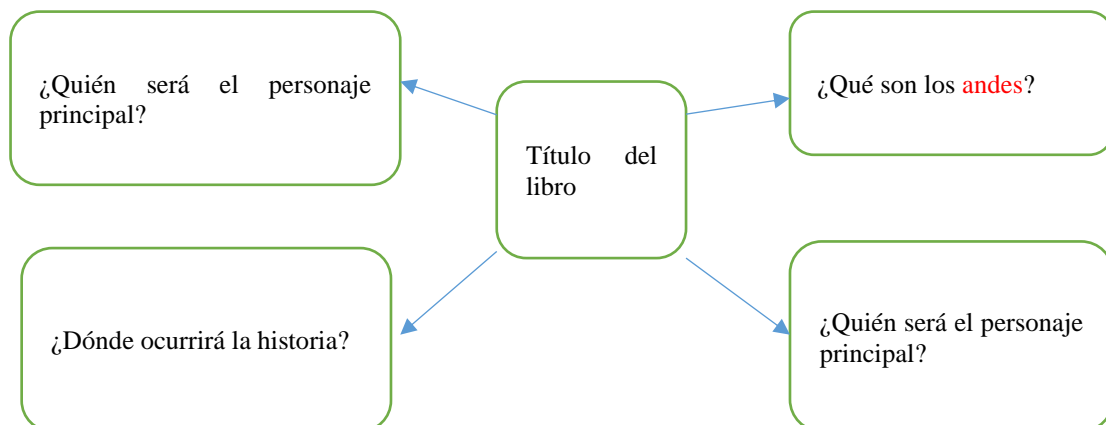 ¿Quién será el personaje
principal?
¿Qué son los andes?
Título del
libro
¿Dónde ocurrirá la historia?
¿Quién será el personaje
principal?